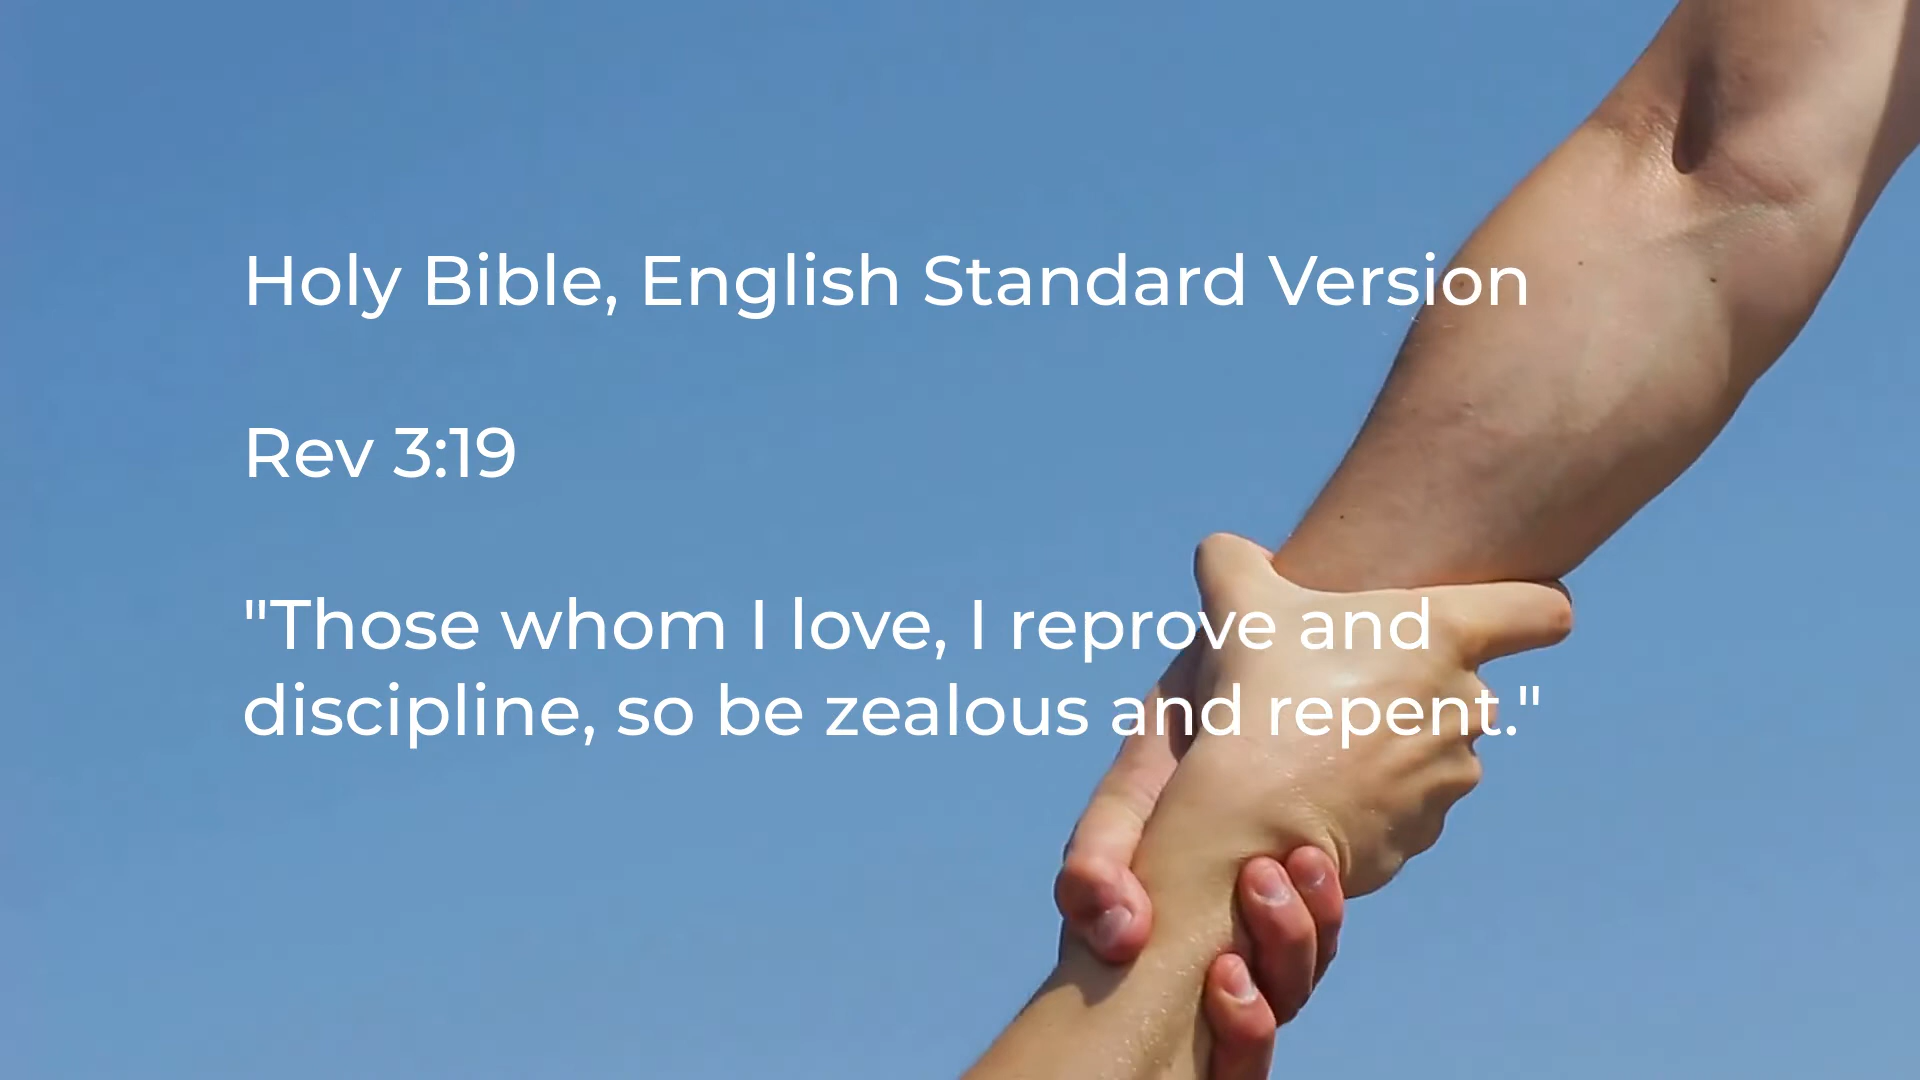 Holy Bible, English Standard Version
Rev 3:19
"Those whom I love, I reprove and
discipline, so be zealous and repent."